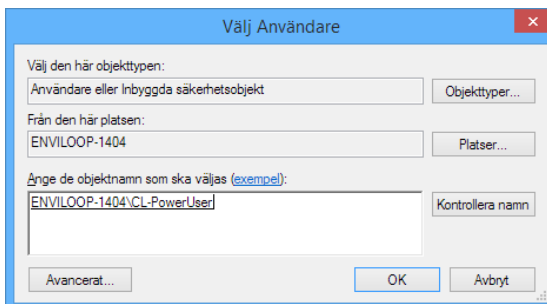 Välj Användare
Välj den här objekttypen:
Användare eller Inbyggda säkerhetsobjekt
Objekttyper...
Från den här platsen:
ENVILOOP-1404
Platser...
Ange de objektnamn som ska väljas (exempel):
ENVILOOP-1404\CL-PowerUser
Kontrollera namn
Avancerat...
OK
Avbryt